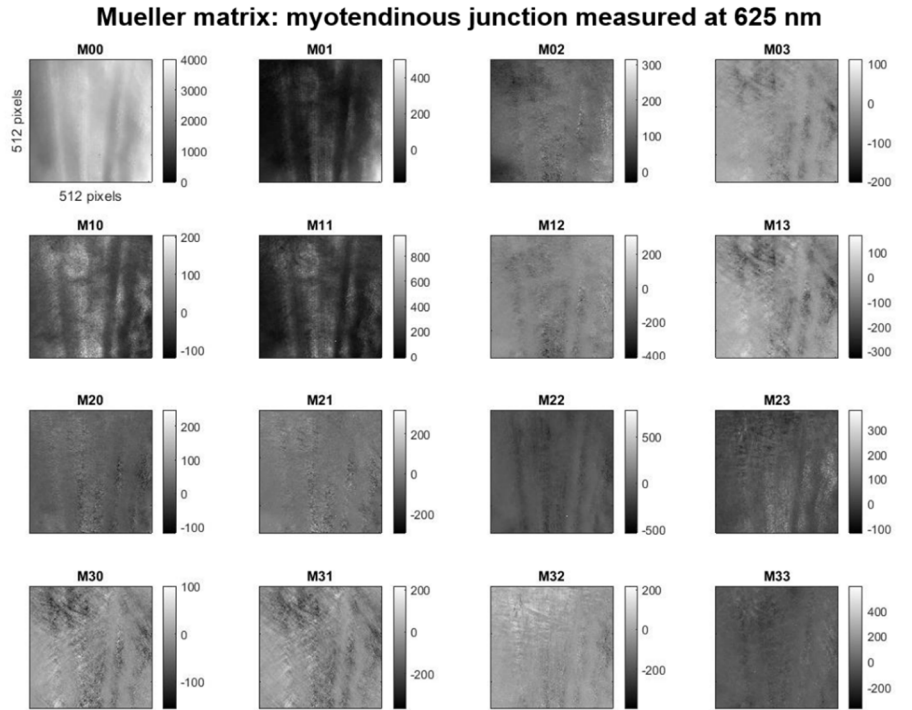 Mueller matrix: myotendinous junction measured at 625 nm
M00 M01 M02 M03
4000 3000 2000 1000 0
400 200 0
300 200 100 0
100 0 -100 -200
512 pixels
512 pixels
M10 M11 M12 M13
200 100 0 -100
800 600 400 200 0
200 0 -200 -400
100 0 -100 -200 -300
M20 M21 M22 M23
200 100 0 -100
200 0 -200
500 0 -500
300 200 100 0 -100
M30 M31 M32 M33
100 0 -100
200 0 -200
200 0 -200
400 200 0 -200